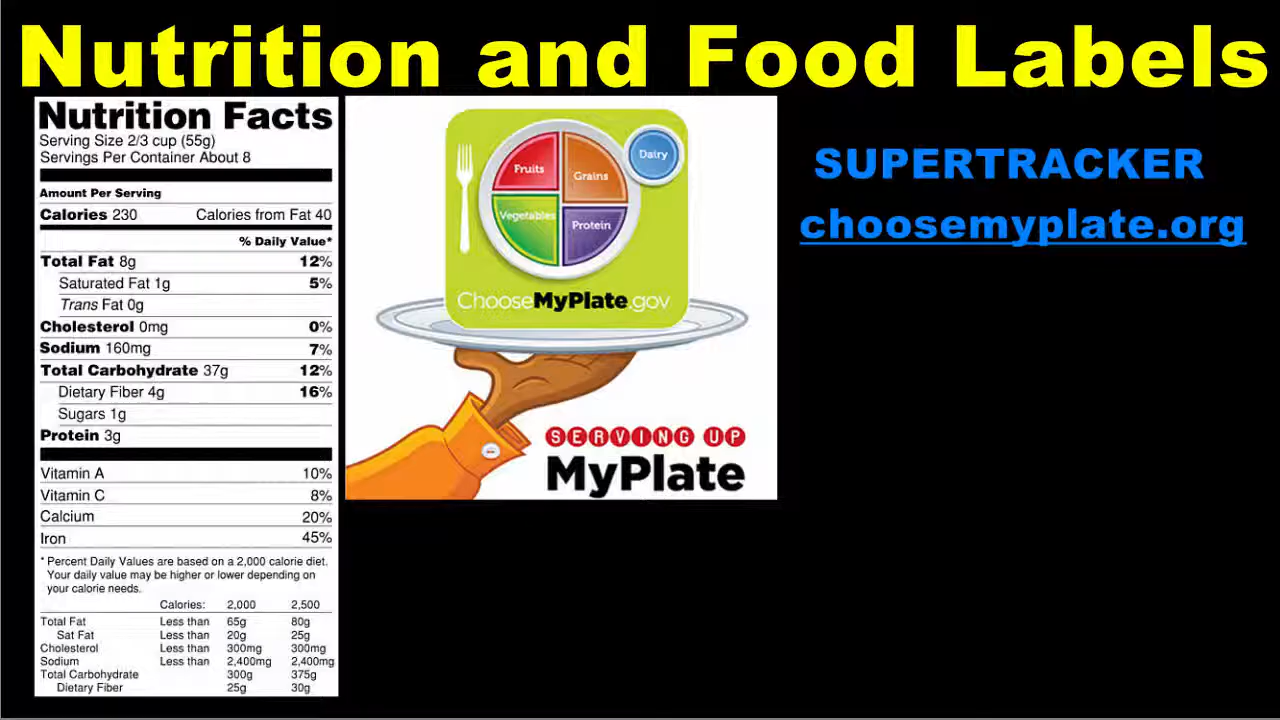 Nutrition and Food Labels
Nutrition Facts
Serving Size 2/3 cup (55g)
Servings Per Container About 8
Amount Per Serving
Calories 230 Calories from Fat 40
% Daily Value*
Total Fat 8g 12%
Saturated Fat 1g 5%
Trans Fat 0g
Cholesterol 0mg 0%
Sodium 160mg 7%
Total Carbohydrate 37g 12%
Dietary Fiber 4g 16%
Sugars 1g
Protein 3g
Vitamin A 10%
Vitamin C 8%
Calcium 20%
Iron 45%
* Percent Daily Values are based on a 2,000 calorie diet.
Your daily value may be higher or lower depending on
your calorie needs.
Calories: 2,000 2,500
Total Fat Less than 65g 80g
Sat Fat Less than 20g 25g
Cholesterol Less than 300mg 300mg
Sodium Less than 2,400mg 2,400mg
Total Carbohydrate 300g 375g
Dietary Fiber 25g 30g
Dairy
Fruits
Grains
Vegetables
Protein
ChooseMyPlate.gov
SERVING UP
MyPlate
SUPERTRACKER
choosemyplate.org